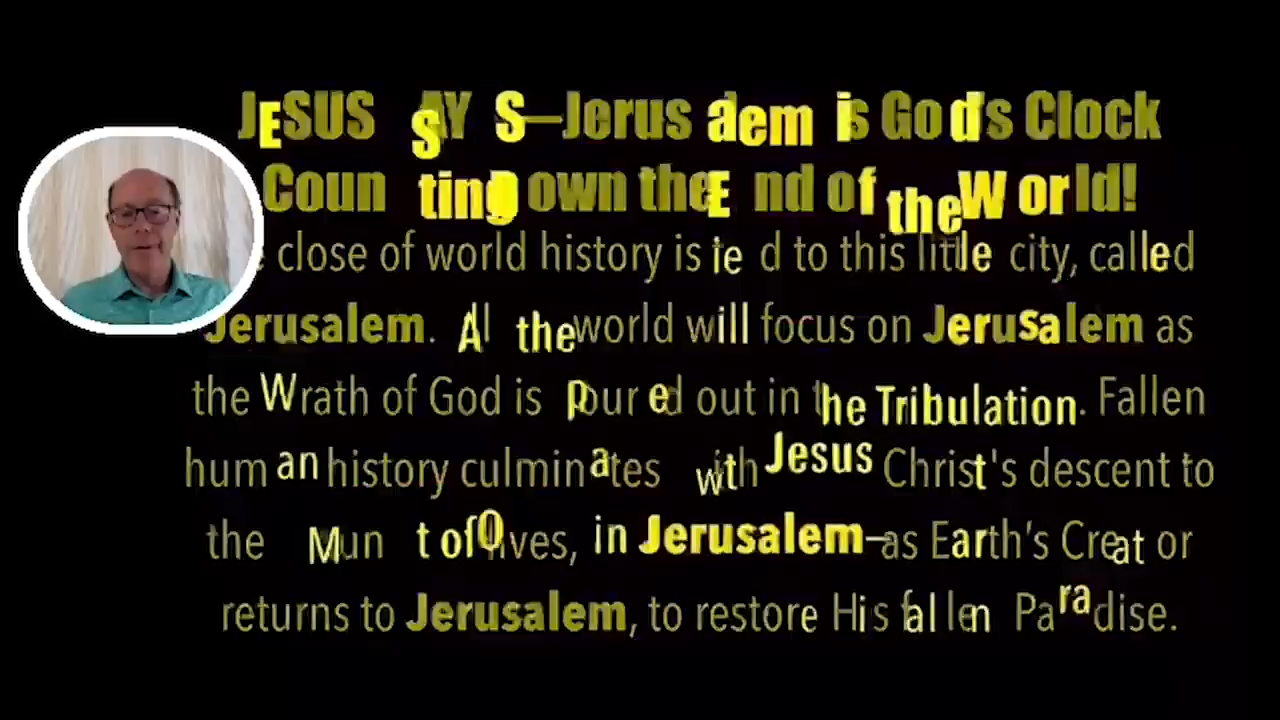 JESUS SAYS—Jerusalem is God's Clock
Counting Down the End of the World!
close of world history is tied to this little city, called
Jerusalem. All the world will focus on Jerusalem as
the Wrath of God is poured out in the Tribulation. Fallen
human history culminates with Jesus Christ's descent to
the Mount of Olives, in Jerusalem—as Earth's Creator
returns to Jerusalem, to restore His fallen Paradise.